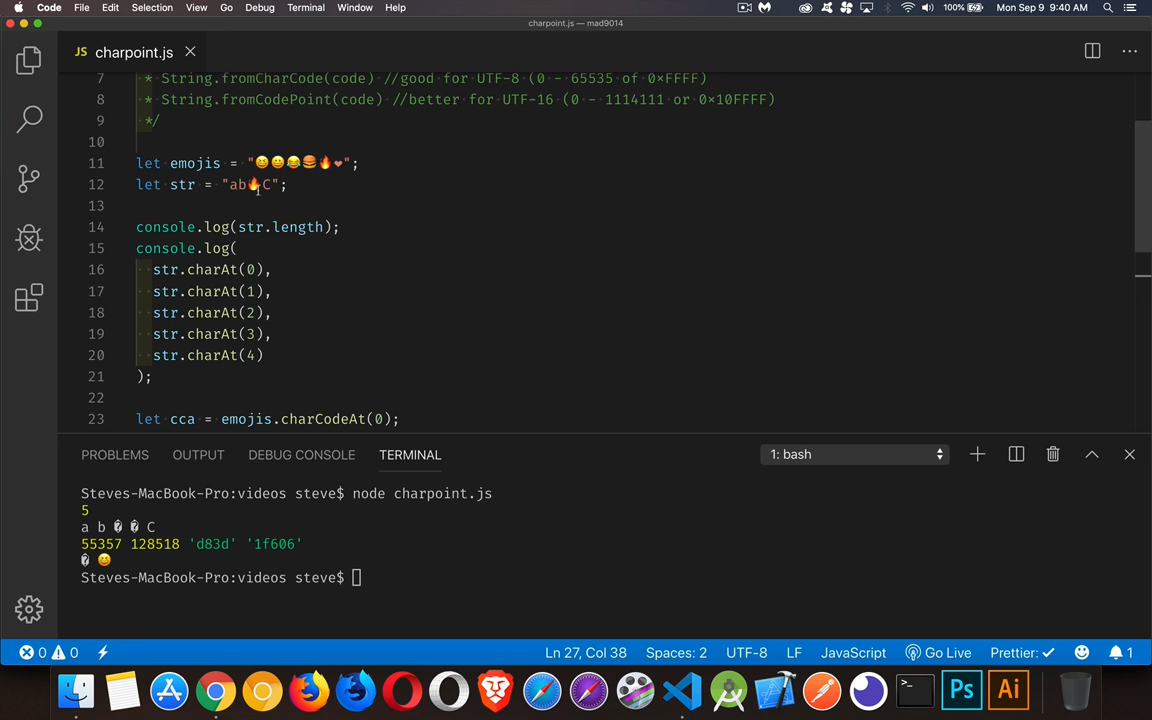 Code File Edit Selection View Go Debug Terminal Window Help 100% Mon Sep 9 9:40 AM
charpoint.js — mad9014
JS charpoint.js
7 * String.fromCharCode(code) //good for UTF-8 (0 - 65535 of 0xFFFF)
8 * String.fromCodePoint(code) //better for UTF-16 (0 - 1114111 or 0x10FFFF)
9 */
10
11 let emojis = "😆😀😂🍔🔥❤";
12 let str = "ab🔥C";
13
14 console.log(str.length);
15 console.log(
16 str.charAt(0),
17 str.charAt(1),
18 str.charAt(2),
19 str.charAt(3),
20 str.charAt(4)
21 );
22
23 let cca = emojis.charCodeAt(0);
PROBLEMS OUTPUT DEBUG CONSOLE TERMINAL 1: bash
Steves-MacBook-Pro:videos steve$ node charpoint.js
5
a b � � C
55357 128518 'd83d' '1f606'
� 😆
Steves-MacBook-Pro:videos steve$
0 0 Ln 27, Col 38 Spaces: 2 UTF-8 LF JavaScript Go Live Prettier: ✓ 1
Ps Ai